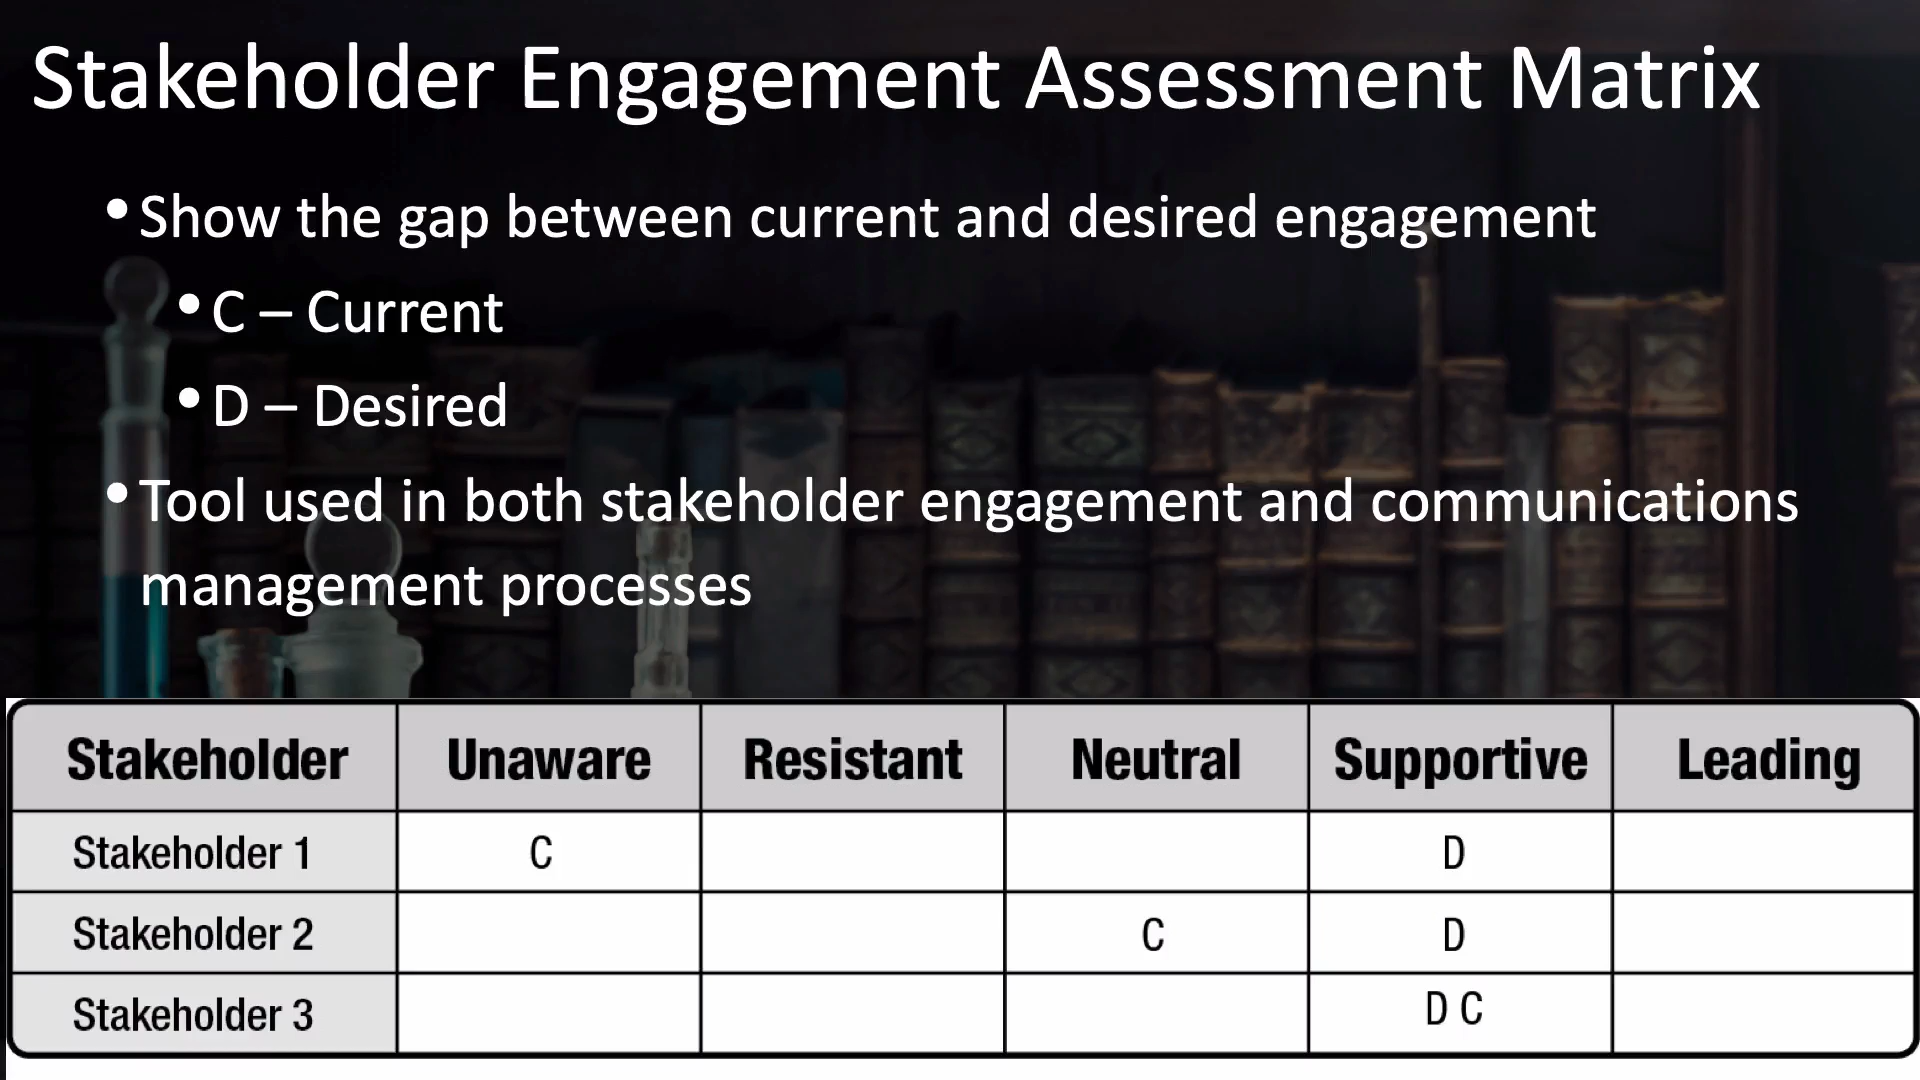 Stakeholder Engagement Assessment Matrix
• Show the gap between current and desired engagement
• C – Current
• D – Desired
• Tool used in both stakeholder engagement and communications
management processes
Stakeholder Unaware Resistant Neutral Supportive Leading
Stakeholder 1 C D
Stakeholder 2 C D
Stakeholder 3 D C